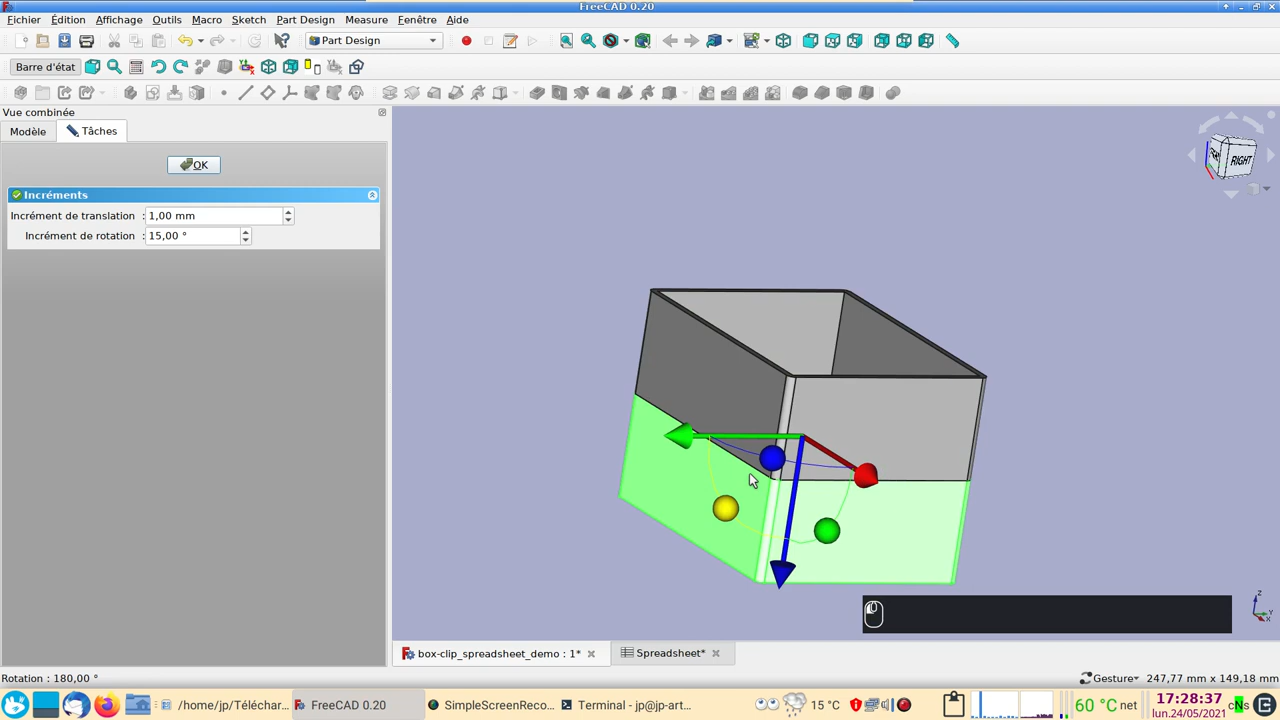 FreeCAD 0.20
Fichier Édition Affichage Outils Macro Sketch Part Design Measure Fenêtre Aide
Part Design
Barre d'état
Vue combinée
Modèle Tâches
OK
Incréments
Incrément de translation : 1,00 mm
Incrément de rotation : 15,00 °
RIGHT
Z
Y
X
box-clip_spreadsheet_demo : 1* Spreadsheet*
Rotation : 180,00 ° Gesture 247,77 mm x 149,18 mm
/home/jp/Téléchar... FreeCAD 0.20 SimpleScreenReco... Terminal - jp@jp-art... 15 °C 60 °C net 17:28:37
lun.24/05/2021